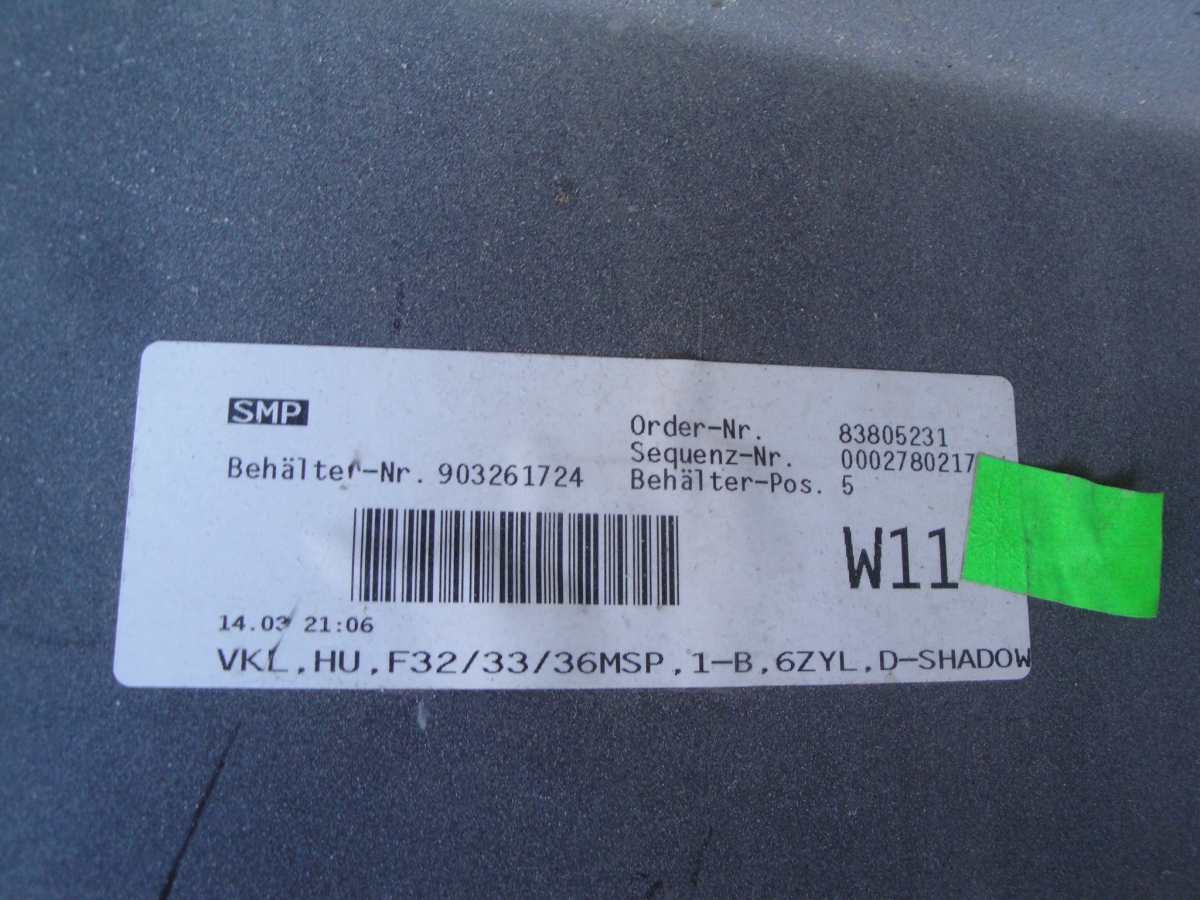 SMP
Order-Nr. 83805231
Sequenz-Nr. 0002780217
Behälter-Nr. 903261724
Behälter-Pos. 5
W11
14.03 21:06
VKL,HU,F32/33/36MSP,1-B,6ZYL,D-SHADOW